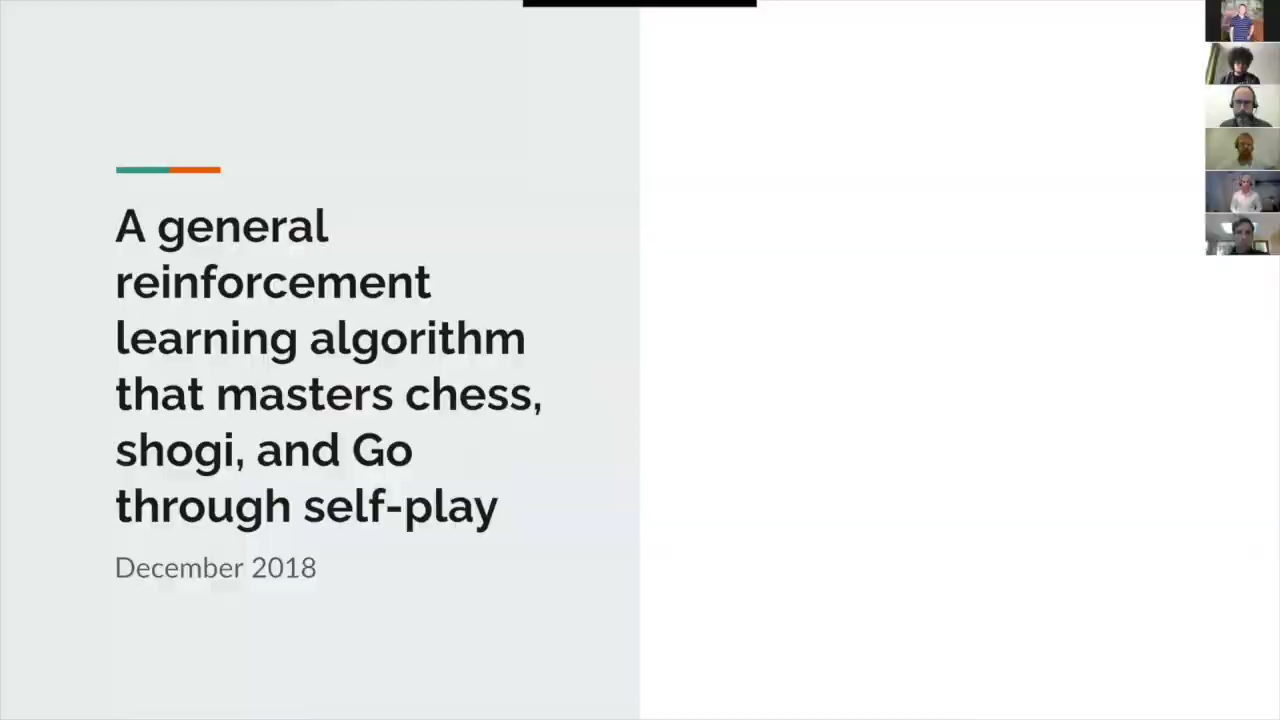 A general
reinforcement
learning algorithm
that masters chess,
shogi, and Go
through self-play
December 2018